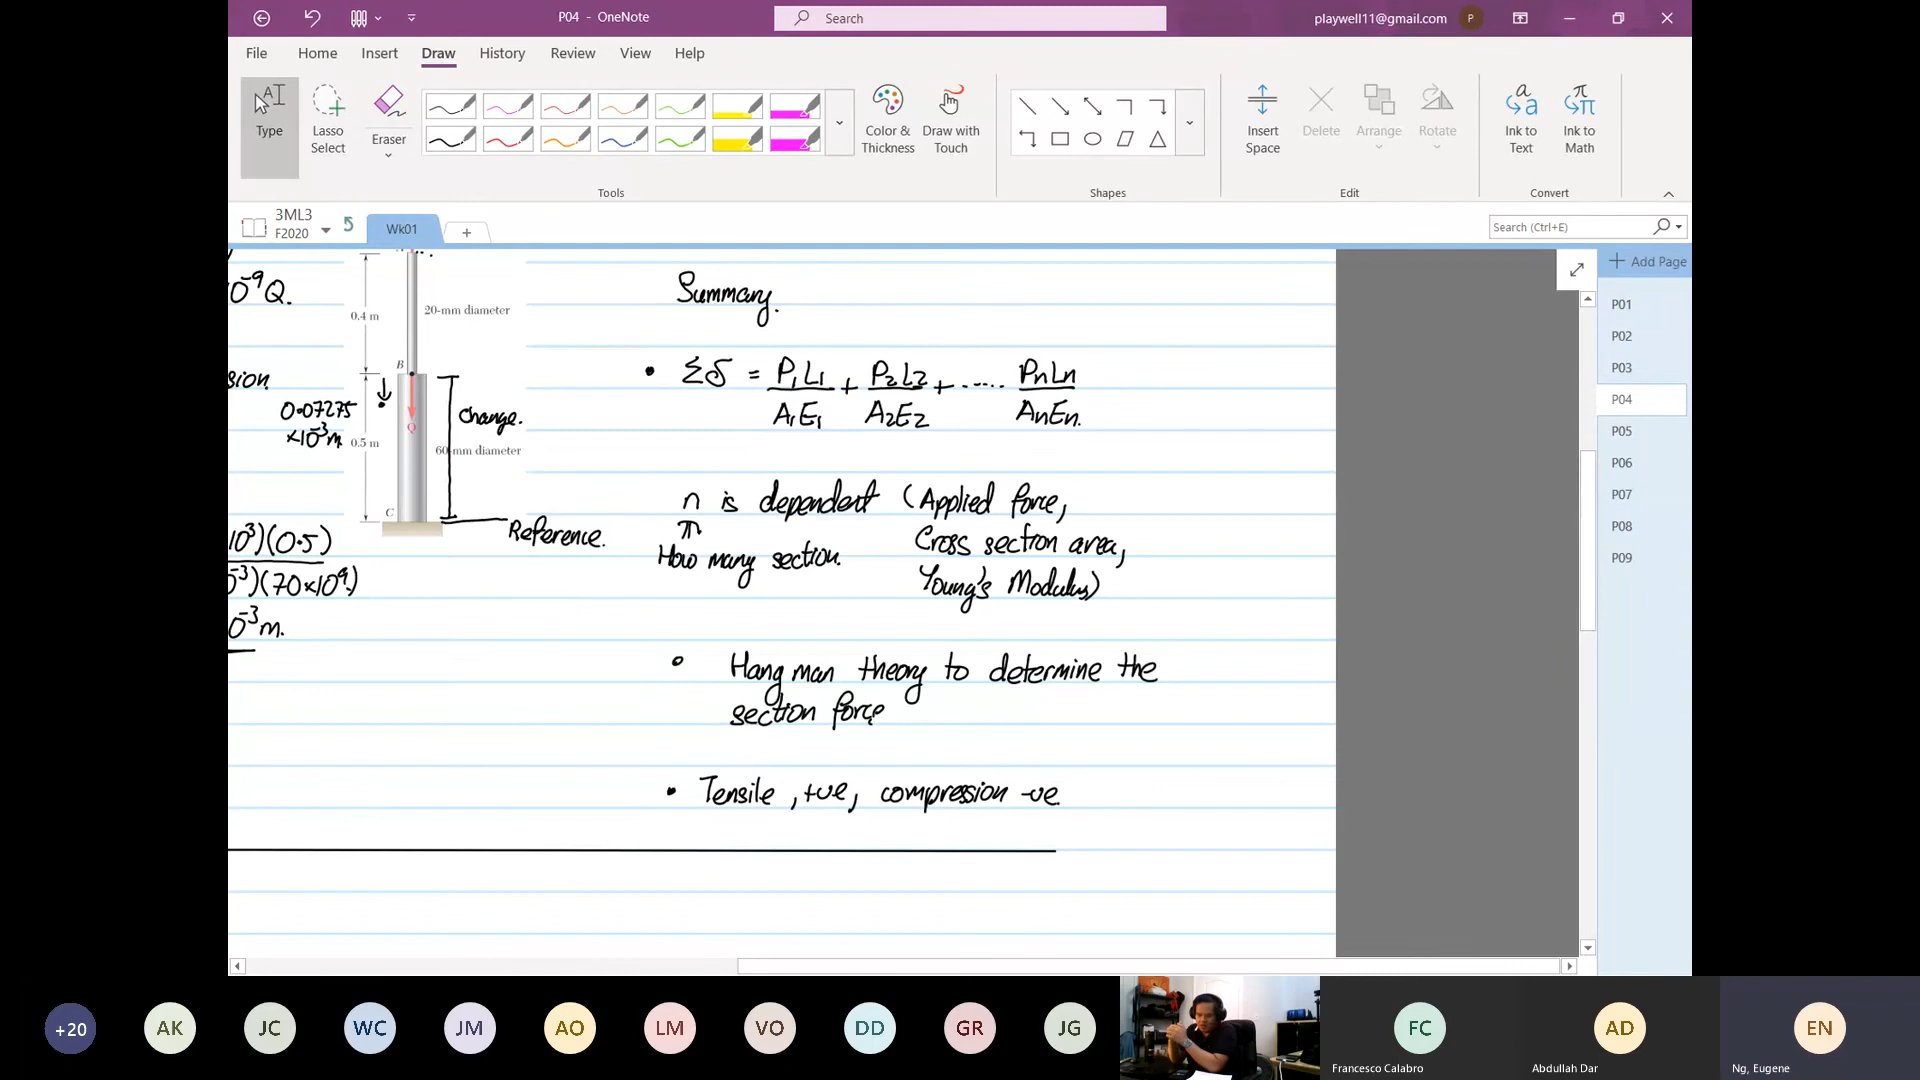 P04 - OneNote
Search
playwell11@gmail.com
P
File
Home
Insert
Draw
History
Review
View
Help
Type
Lasso
Select
Eraser
Color &
Thickness
Draw with
Touch
Insert
Space
Delete
Arrange
Rotate
Ink to
Text
Ink to
Math
Tools
Shapes
Edit
Convert
3ML3
F2020
Wk01
+
Search (Ctrl+E)
Add Page
P01
P02
P03
P04
P05
P06
P07
P08
P09
0⁻⁹Q.
0.4 m
20-mm diameter
B
sion.
0.07275
×10⁻³m
Q
change.
0.5 m
60-mm diameter
C
Reference.
10³)(0.5)
0⁻³)(70×10⁹)
0⁻³m.
Summary.
• Σδ = P₁L₁/A₁E₁ + P₂L₂/A₂E₂ + ..... PnLn/AnEn.
n is dependent (Applied force,
How many section.
Cross section area,
Young's Modulus)
• Hang man theory to determine the
section force
• Tensile , +ve, compression -ve.
+20
AK
JC
WC
JM
AO
LM
VO
DD
GR
JG
FC
Francesco Calabro
AD
Abdullah Dar
EN
Ng, Eugene